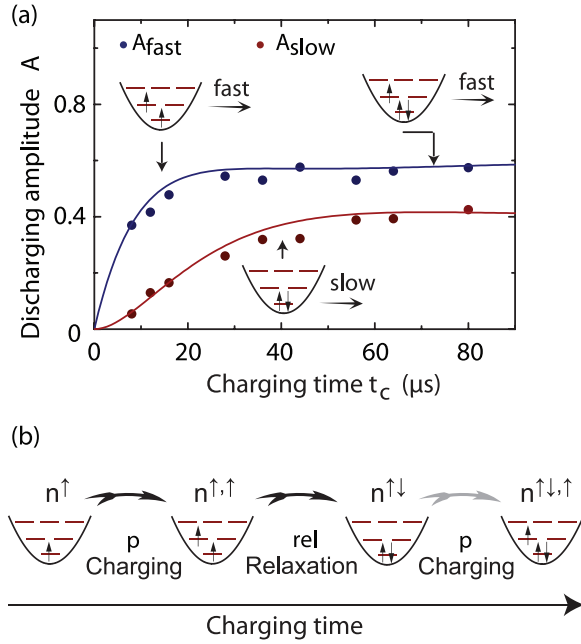 (a)
A_fast A_slow
fast fast
slow
0.8
0.4
0
0 20 40 60 80
Discharging amplitude A
Charging time t_C (μs)
(b)
n↑ n↑,↑ n↑↓ n↑↓,↑
p rel p
Charging Relaxation Charging
Charging time